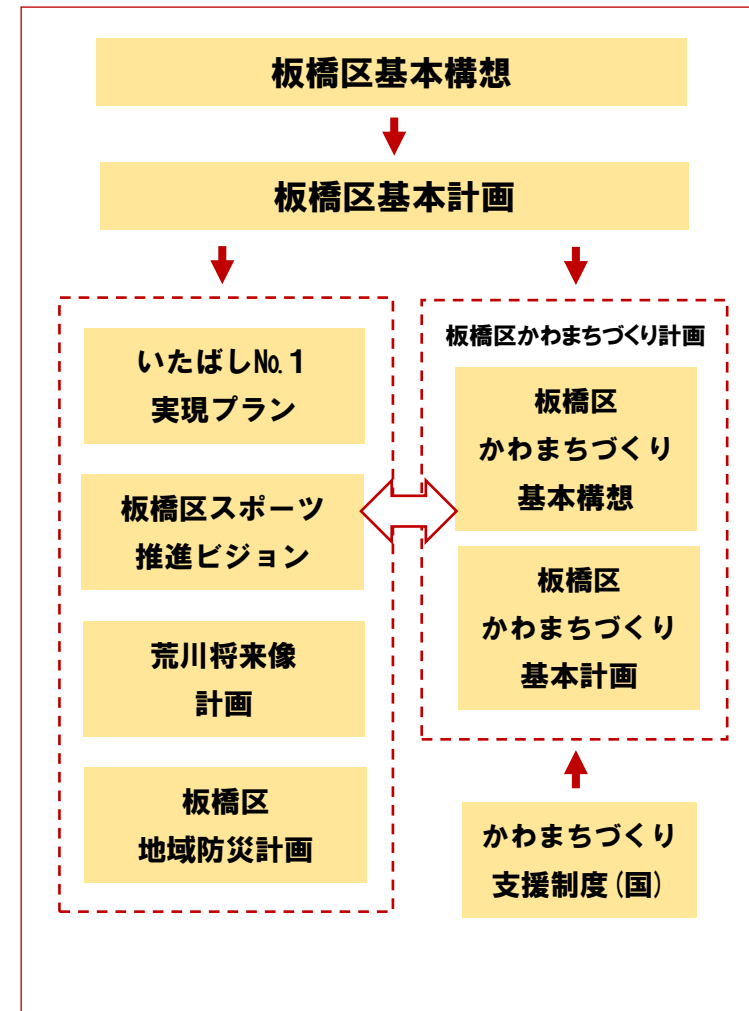 板橋区基本構想
板橋区基本計画
いたばし№１
実現プラン
板橋区スポーツ
推進ビジョン
荒川将来像
計画
板橋区
地域防災計画
板橋区かわまちづくり計画
板橋区
かわまちづくり
基本構想
板橋区
かわまちづくり
基本計画
かわまちづくり
支援制度(国)